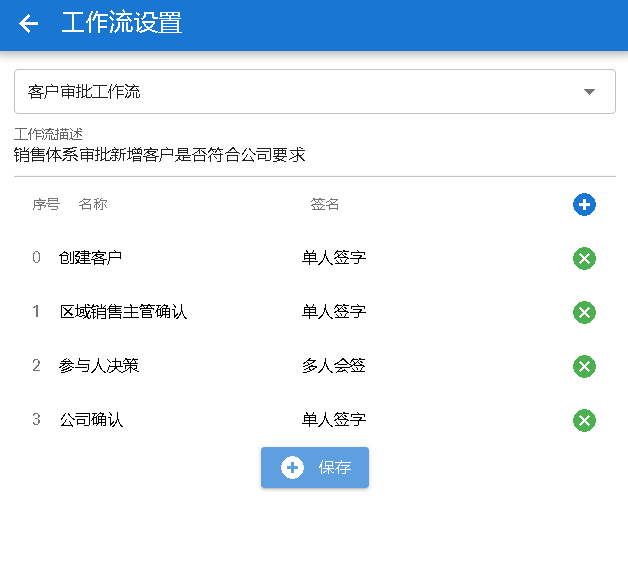 工作流设置
客户审批工作流
工作流描述
销售体系审批新增客户是否符合公司要求
序号 名称 签名
0 创建客户 单人签字
1 区域销售主管确认 单人签字
2 参与人决策 多人会签
3 公司确认 单人签字
保存